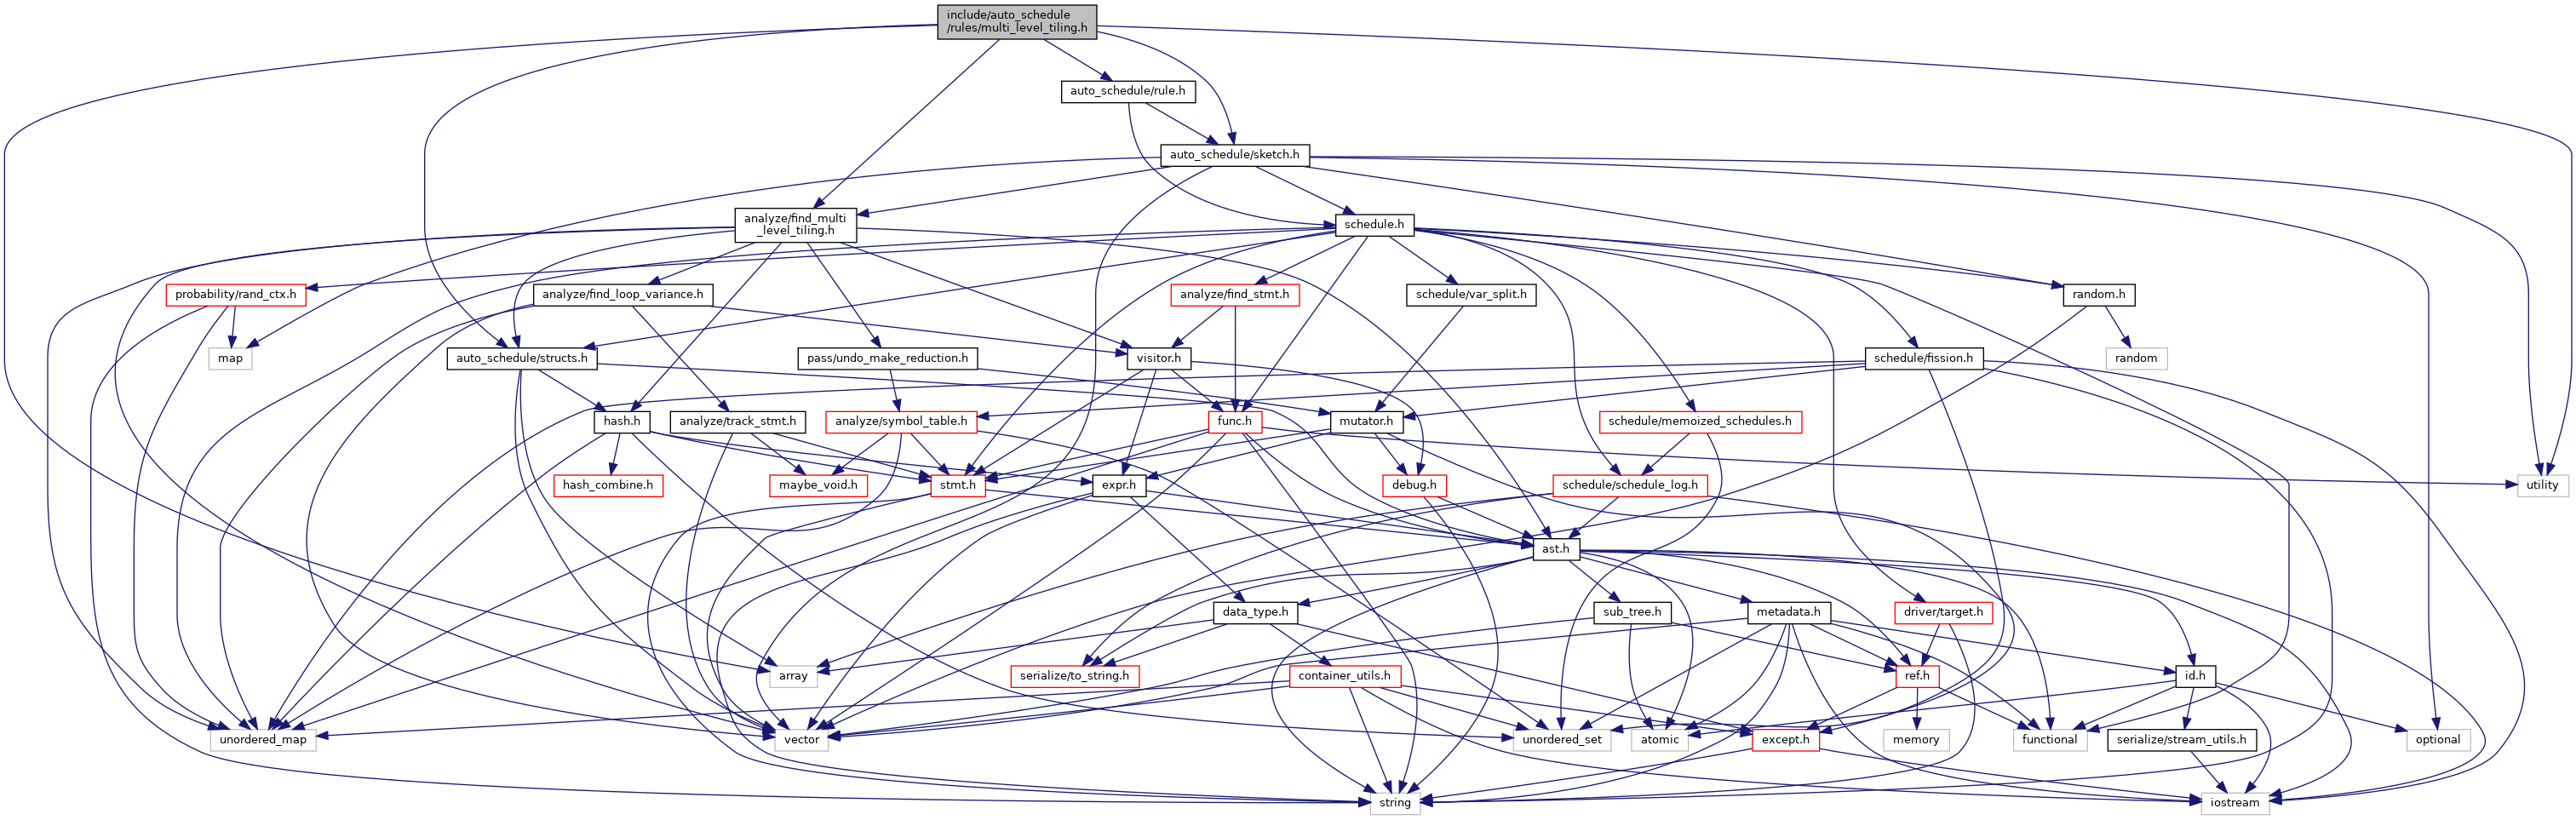 include/auto_schedule
/rules/multi_level_tiling.h
auto_schedule/rule.h
auto_schedule/sketch.h
analyze/find_multi
_level_tiling.h
schedule.h
probability/rand_ctx.h
analyze/find_loop_variance.h
analyze/find_stmt.h
schedule/var_split.h
random.h
map
auto_schedule/structs.h
pass/undo_make_reduction.h
visitor.h
schedule/fission.h
random
hash.h
analyze/track_stmt.h
analyze/symbol_table.h
func.h
mutator.h
schedule/memoized_schedules.h
hash_combine.h
maybe_void.h
stmt.h
expr.h
debug.h
schedule/schedule_log.h
utility
ast.h
data_type.h
sub_tree.h
metadata.h
driver/target.h
array
serialize/to_string.h
container_utils.h
ref.h
id.h
unordered_map
vector
unordered_set
atomic
except.h
memory
functional
serialize/stream_utils.h
optional
string
iostream